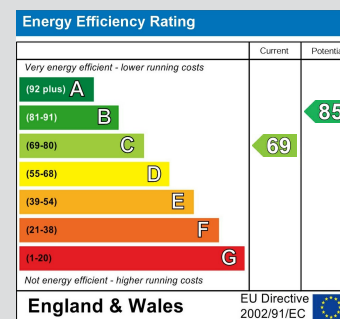 Energy Efficiency Rating
Current Potentia
Very energy efficient - lower running costs
(92 plus) A
(81-91) B
85
(69-80) C
69
(55-68) D
(39-54) E
(21-38) F
(1-20) G
Not energy efficient - higher running costs
England & Wales
EU Directive
2002/91/EC